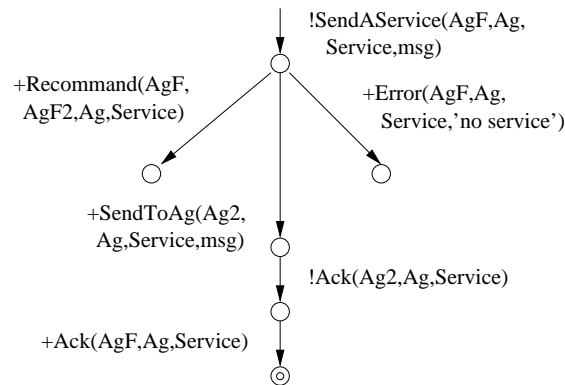 !SendAService(AgF,Ag,
Service,msg)
+Recommand(AgF,
AgF2,Ag,Service)
+Error(AgF,Ag,
Service,'no service')
+SendToAg(Ag2,
Ag,Service,msg)
!Ack(Ag2,Ag,Service)
+Ack(AgF,Ag,Service)